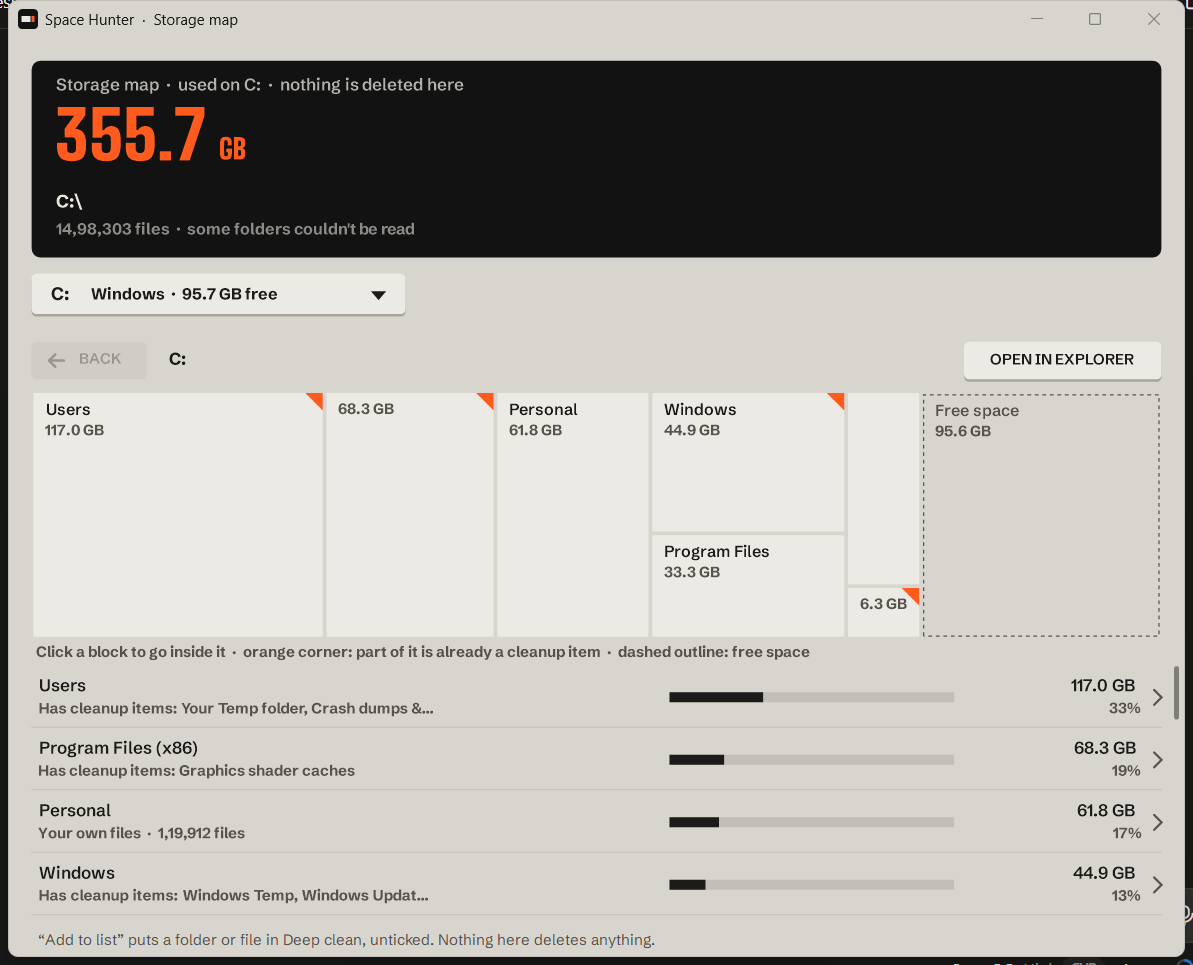 Space Hunter · Storage map
Storage map · used on C: · nothing is deleted here
355.7 GB
C:\
14,98,303 files · some folders couldn't be read
C: Windows · 95.7 GB free
BACK
C:
OPEN IN EXPLORER
Users
117.0 GB
68.3 GB
Personal
61.8 GB
Windows
44.9 GB
Program Files
33.3 GB
6.3 GB
Free space
95.6 GB
Click a block to go inside it · orange corner: part of it is already a cleanup item · dashed outline: free space
Users
Has cleanup items: Your Temp folder, Crash dumps &...
117.0 GB
33%
Program Files (x86)
Has cleanup items: Graphics shader caches
68.3 GB
19%
Personal
Your own files · 1,19,912 files
61.8 GB
17%
Windows
Has cleanup items: Windows Temp, Windows Updat...
44.9 GB
13%
“Add to list” puts a folder or file in Deep clean, unticked. Nothing here deletes anything.